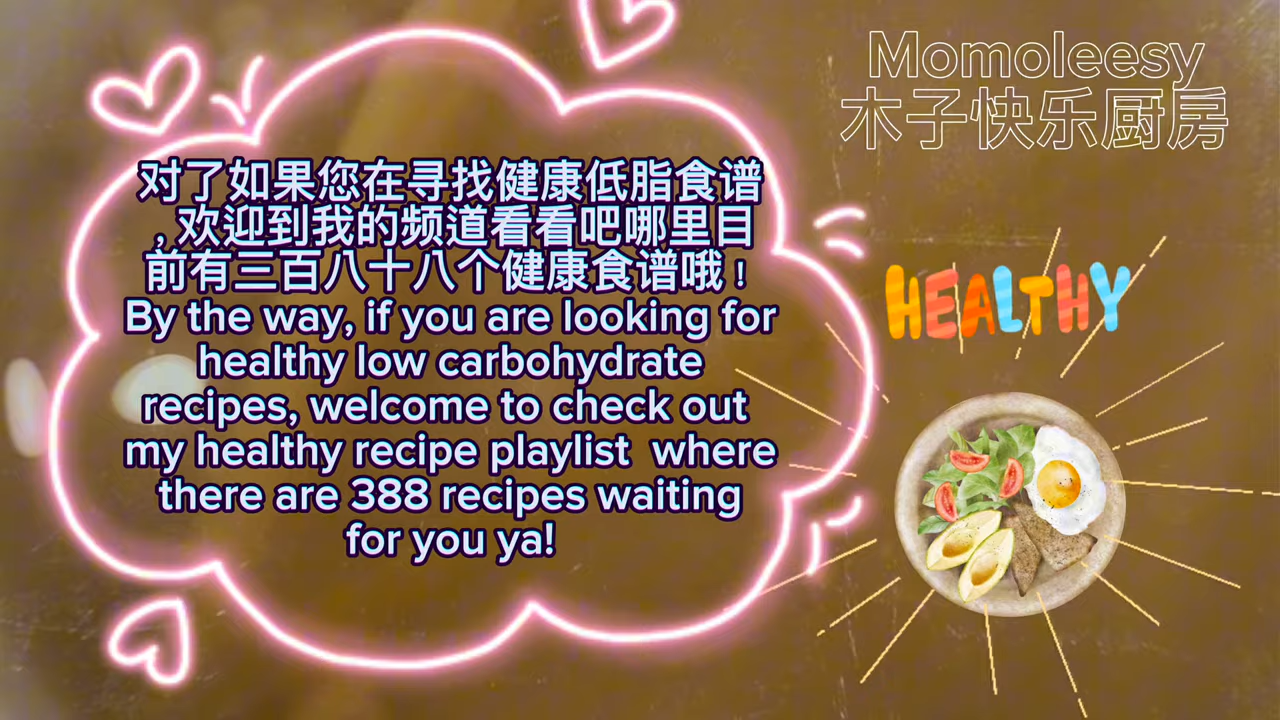 Momoleesy
木子快乐厨房
对了如果您在寻找健康低脂食谱
, 欢迎到我的频道看看吧哪里目
前有三百八十八个健康食谱哦！
By the way, if you are looking for
healthy low carbohydrate
recipes, welcome to check out
my healthy recipe playlist  where
there are 388 recipes waiting
for you ya!
HEALTHY